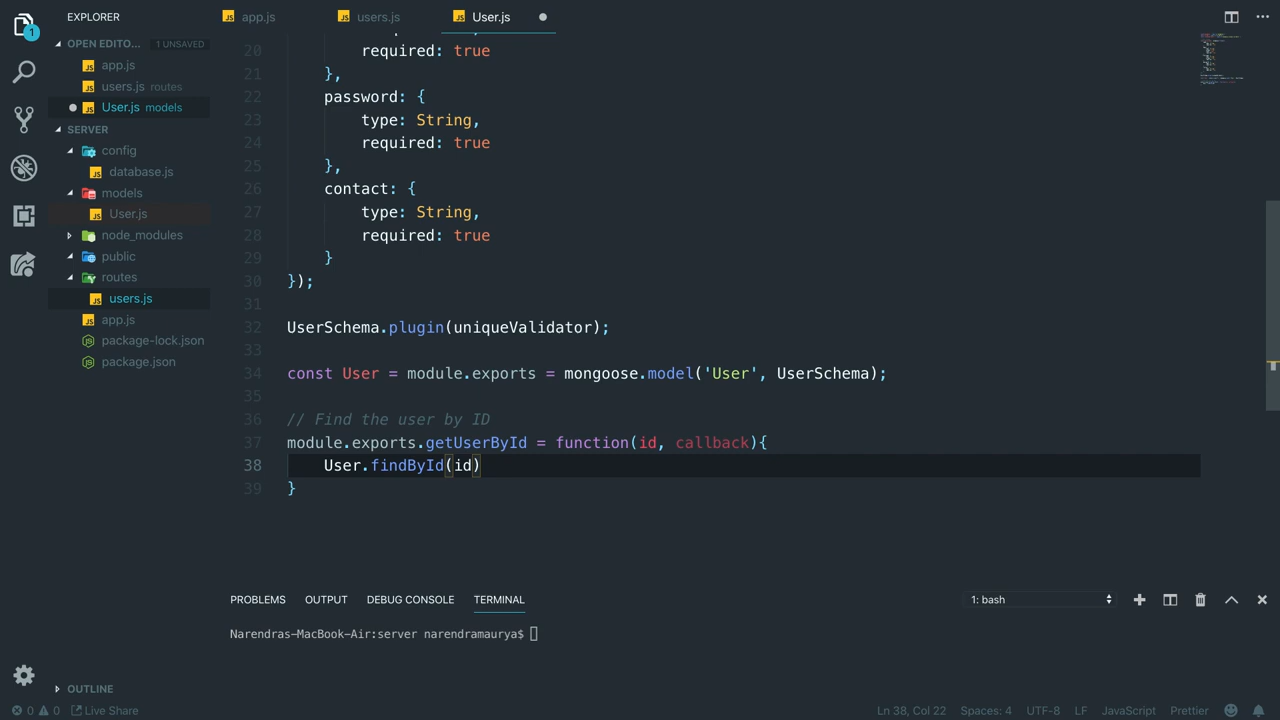 EXPLORER
app.js
users.js
User.js
OPEN EDITO...
1 UNSAVED
app.js
users.js routes
User.js models
SERVER
config
database.js
models
User.js
node_modules
public
routes
users.js
app.js
package-lock.json
package.json
OUTLINE
1
20 required: true
21 },
22 password: {
23 type: String,
24 required: true
25 },
26 contact: {
27 type: String,
28 required: true
29 }
30 });
31
32 UserSchema.plugin(uniqueValidator);
33
34 const User = module.exports = mongoose.model('User', UserSchema);
35
36 // Find the user by ID
37 module.exports.getUserById = function(id, callback){
38 User.findById(id)
39 }
PROBLEMS OUTPUT DEBUG CONSOLE TERMINAL
1: bash
Narendras-MacBook-Air:server narendramaurya$
0 0 Live Share
Ln 38, Col 22 Spaces: 4 UTF-8 LF JavaScript Prettier